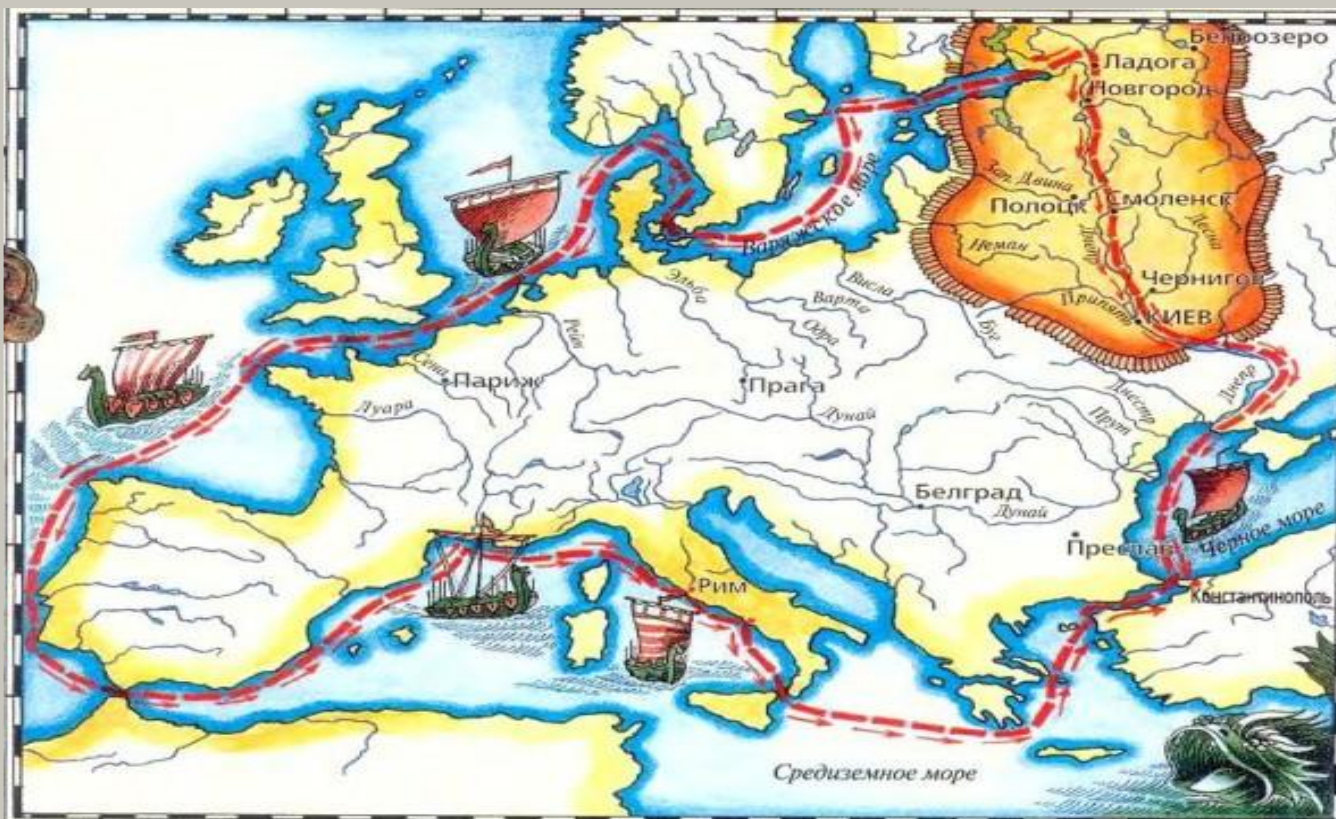 Белоозеро
Ладога
Новгород
Варяжское море
Зап. Двина
Полоцк
Смоленск
Десна
Неман
Днепр
Чернигов
Припять
КИЕВ
Эльба
Висла
Варта
Одра
Буг
Рейн
Сена
Париж
Прага
Луара
Дунай
Днестр
Прут
Днепр
Белград
Дунай
Преслав
Черное море
Рим
Константинополь
Средиземное море